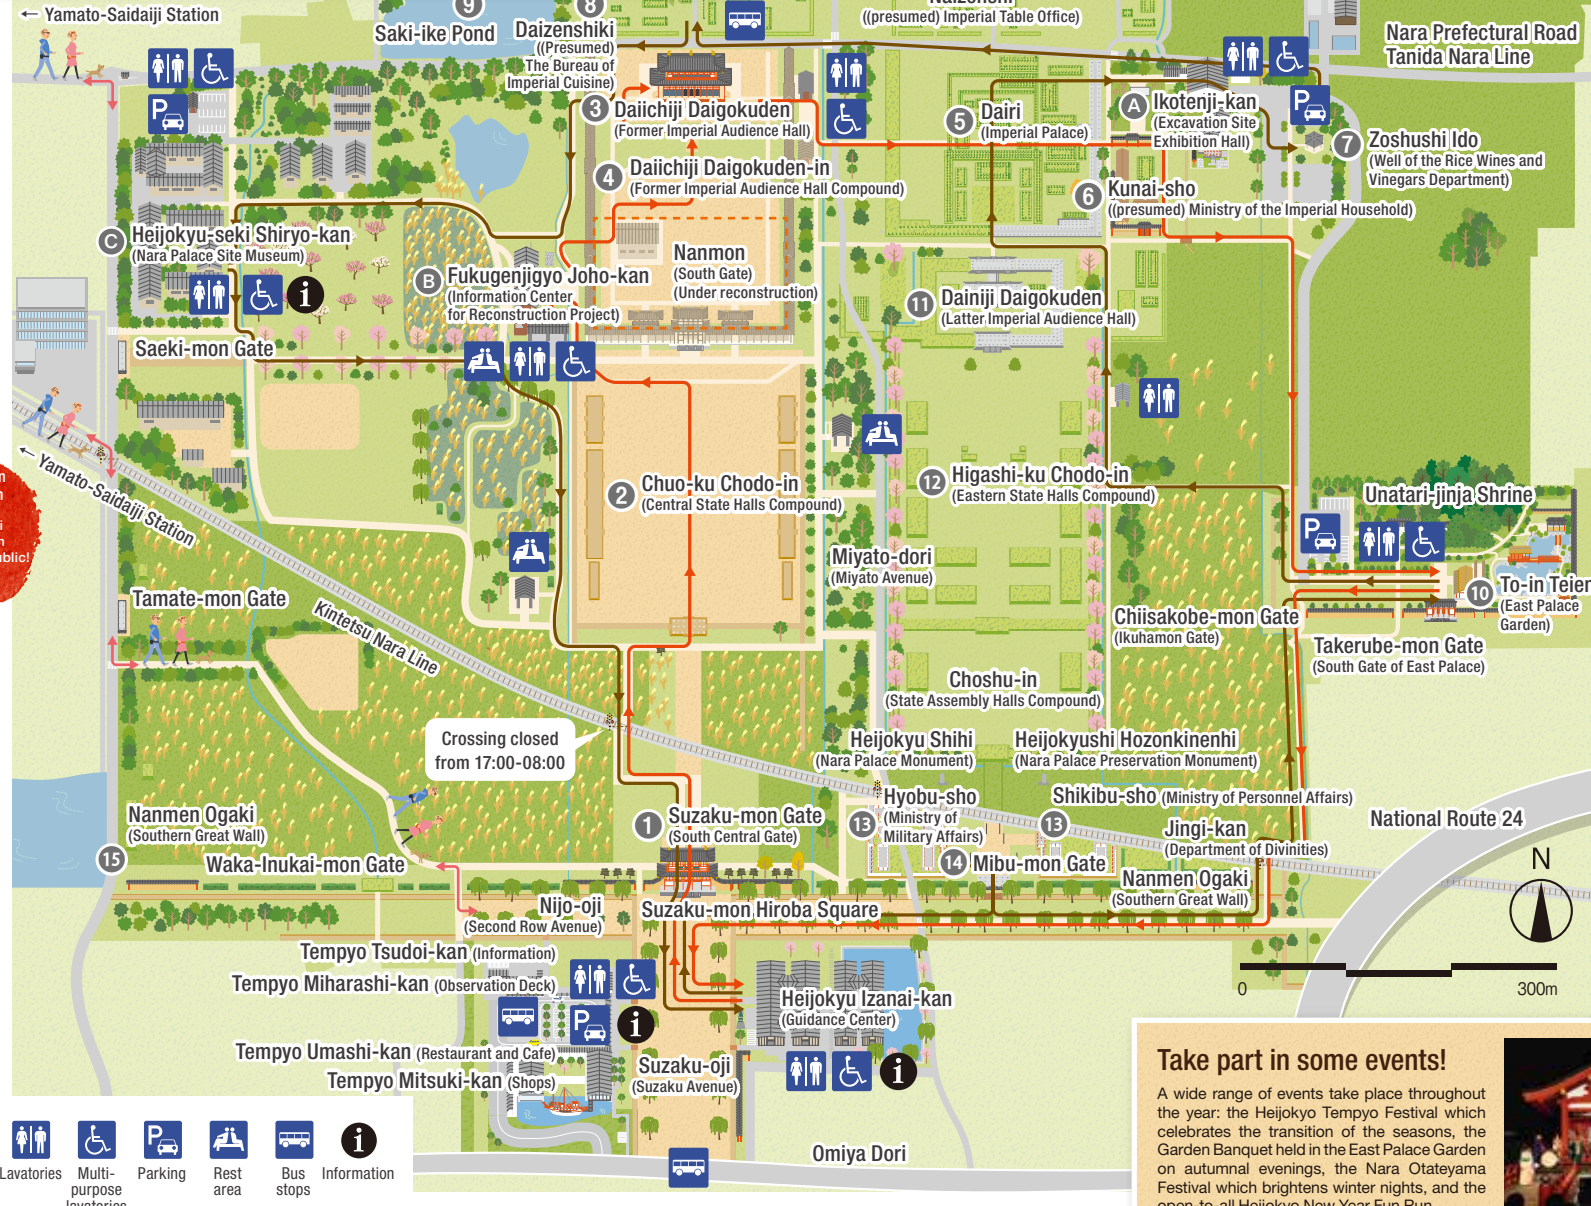 ← Yamato-Saidaiji Station
9
Saki-ike Pond
8
Daizenshiki
((Presumed)
The Bureau of
Imperial Cuisine)
((presumed) Imperial Table Office)
Nara Prefectural Road
Tanida Nara Line
3
Daiichiji Daigokuden
(Former Imperial Audience Hall)
5
Dairi
(Imperial Palace)
A
Ikotenji-kan
(Excavation Site
Exhibition Hall)
7
Zoshushi Ido
(Well of the Rice Wines and
Vinegars Department)
4
Daiichiji Daigokuden-in
(Former Imperial Audience Hall Compound)
6
Kunai-sho
((presumed) Ministry of the Imperial Household)
C
Heijokyu-seki Shiryo-kan
(Nara Palace Site Museum)
B
Fukugenjigyo Joho-kan
(Information Center
for Reconstruction Project)
Nanmon
(South Gate)
(Under reconstruction)
11
Dainiji Daigokuden
(Latter Imperial Audience Hall)
Saeki-mon Gate
← Yamato-Saidaiji Station
2
Chuo-ku Chodo-in
(Central State Halls Compound)
12
Higashi-ku Chodo-in
(Eastern State Halls Compound)
Unatari-jinja Shrine
Miyato-dori
(Miyato Avenue)
10
To-in Teien
(East Palace
Garden)
Tamate-mon Gate
Kintetsu Nara Line
Chiisakobe-mon Gate
(Ikuhamon Gate)
Takerube-mon Gate
(South Gate of East Palace)
Choshu-in
(State Assembly Halls Compound)
Crossing closed
from 17:00-08:00
Heijokyu Shihi
(Nara Palace Monument)
Heijokyushi Hozonkinenhi
(Nara Palace Preservation Monument)
Nanmen Ogaki
(Southern Great Wall)
15
Waka-Inukai-mon Gate
1
Suzaku-mon Gate
(South Central Gate)
13
Hyobu-sho
(Ministry of
Military Affairs)
Shikibu-sho (Ministry of Personnel Affairs)
13
Jingi-kan
(Department of Divinities)
National Route 24
14
Mibu-mon Gate
Nanmen Ogaki
(Southern Great Wall)
N
Nijo-oji
(Second Row Avenue)
Suzaku-mon Hiroba Square
Tempyo Tsudoi-kan (Information)
Tempyo Miharashi-kan (Observation Deck)
Heijokyu Izanai-kan
(Guidance Center)
0
300m
Tempyo Umashi-kan (Restaurant and Cafe)
Tempyo Mitsuki-kan (Shops)
Suzaku-oji
(Suzaku Avenue)
Omiya Dori
Lavatories
Multi-
purpose
lavatories
Parking
Rest
area
Bus
stops
Information
Take part in some events!
A wide range of events take place throughout
the year: the Heijokyo Tempyo Festival which
celebrates the transition of the seasons, the
Garden Banquet held in the East Palace Garden
on autumnal evenings, the Nara Otateyama
Festival which brightens winter nights, and the
open-to-all Heijokyo New Year Fun Run.